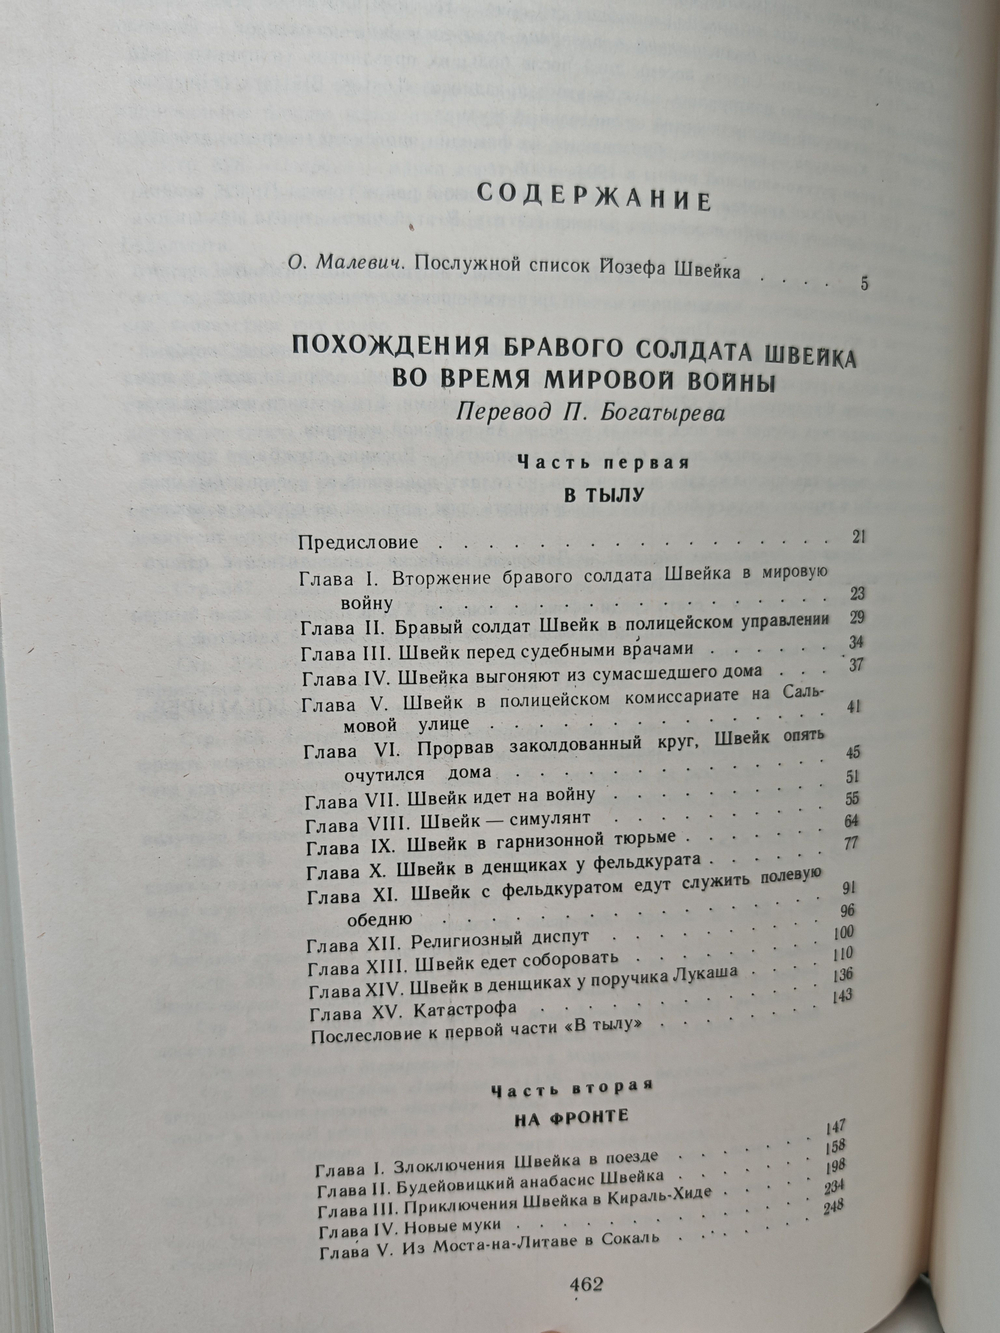 СОДЕРЖАНИЕ
О. Малевич. Послужной список Йозефа Швейка . . . . 5
ПОХОЖДЕНИЯ БРАВОГО СОЛДАТА ШВЕЙКА
ВО ВРЕМЯ МИРОВОЙ ВОЙНЫ
Перевод П. Богатырева
Часть первая
В ТЫЛУ
Предисловие . . . . . . . . . . . . . . . . . 21
Глава I. Вторжение бравого солдата Швейка в мировую
войну . . . . . . . . . . . . . . . . 23
Глава II. Бравый солдат Швейк в полицейском управлении 29
Глава III. Швейк перед судебными врачами . . . . . . 34
Глава IV. Швейка выгоняют из сумасшедшего дома . . . 37
Глава V. Швейк в полицейском комиссариате на Саль-
мовой улице . . . . . . . . . . . . . . 41
Глава VI. Прорвав заколдованный круг, Швейк опять
очутился дома . . . . . . . . . . . . . 45
Глава VII. Швейк идет на войну . . . . . . . . . 51
Глава VIII. Швейк — симулянт . . . . . . . . . . 55
Глава IX. Швейк в гарнизонной тюрьме . . . . . . 64
Глава X. Швейк в денщиках у фельдкурата . . . . . 77
Глава XI. Швейк с фельдкуратом едут служить полевую
обедню . . . . . . . . . . . . . . . . 91
Глава XII. Религиозный диспут . . . . . . . . . 96
Глава XIII. Швейк едет соборовать . . . . . . . . 100
Глава XIV. Швейк в денщиках у поручика Лукаша . . . . 110
Глава XV. Катастрофа . . . . . . . . . . . . 136
Послесловие к первой части «В тылу» . . . . . . . 143
Часть вторая
НА ФРОНТЕ
Глава I. Злоключения Швейка в поезде . . . . . . . 147
Глава II. Будейовицкий анабасис Швейка . . . . . . 158
Глава III. Приключения Швейка в Кираль-Хиде . . . . 198
Глава IV. Новые муки . . . . . . . . . . . . 234
Глава V. Из Моста-на-Литаве в Сокаль . . . . . . . 248
462